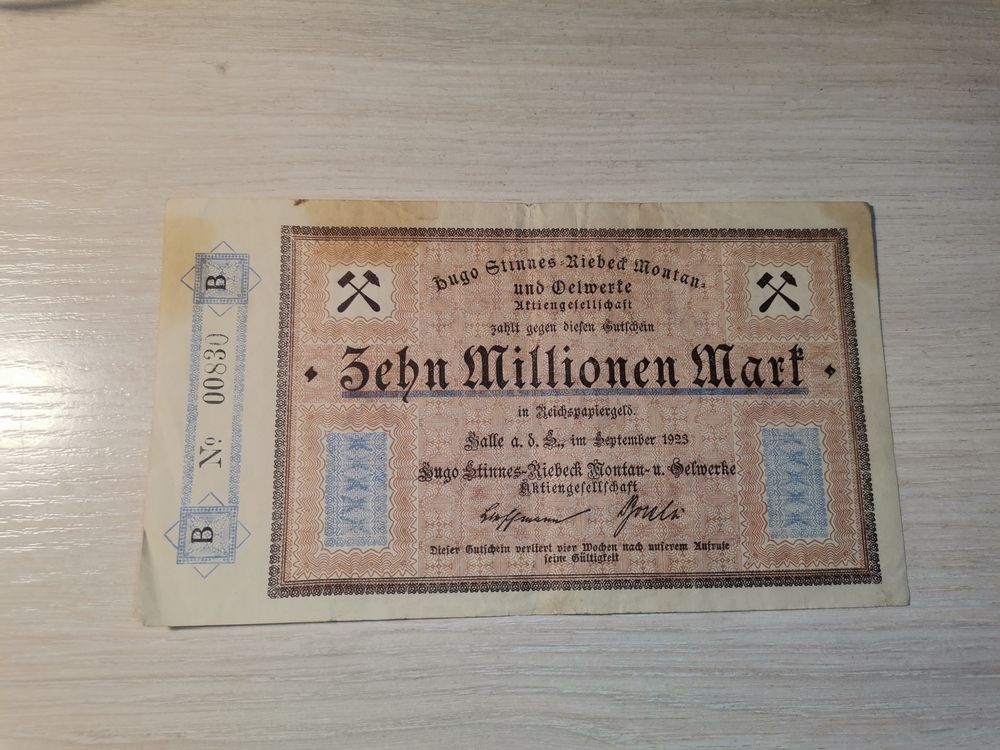 B
№ 00830
B
Hugo Stinnes-Riebeck Montan-
und Oelwerke
Aktiengesellschaft
zahlt gegen diesen Gutschein
Zehn Millionen Mark
in Reichspapiergeld.
Halle a. d. S., im September 1923
Hugo Stinnes-Riebeck Montan- u. Oelwerke
Aktiengesellschaft
Dieser Gutschein verliert vier Wochen nach unserem Aufrufe
seine Gültigkeit